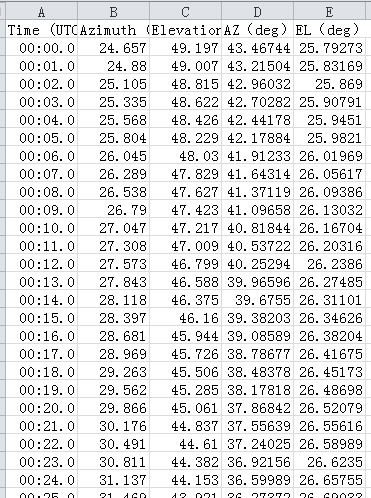 A B C D E
Time (UTC Azimuth ( Elevation AZ (deg) EL (deg)
00:00.0 24.657 49.197 43.46744 25.79273
00:01.0 24.88 49.007 43.21504 25.83169
00:02.0 25.105 48.815 42.96032 25.869
00:03.0 25.335 48.622 42.70282 25.90791
00:04.0 25.568 48.426 42.44178 25.9451
00:05.0 25.804 48.229 42.17884 25.9821
00:06.0 26.045 48.03 41.91233 26.01969
00:07.0 26.289 47.829 41.64314 26.05617
00:08.0 26.538 47.627 41.37119 26.09386
00:09.0 26.79 47.423 41.09658 26.13032
00:10.0 27.047 47.217 40.81844 26.16704
00:11.0 27.308 47.009 40.53722 26.20316
00:12.0 27.573 46.799 40.25294 26.2386
00:13.0 27.843 46.588 39.96596 26.27485
00:14.0 28.118 46.375 39.6755 26.31101
00:15.0 28.397 46.16 39.38203 26.34626
00:16.0 28.681 45.944 39.08589 26.38204
00:17.0 28.969 45.726 38.78677 26.41675
00:18.0 29.263 45.506 38.48378 26.45173
00:19.0 29.562 45.285 38.17818 26.48698
00:20.0 29.866 45.061 37.86842 26.52079
00:21.0 30.176 44.837 37.55639 26.55616
00:22.0 30.491 44.61 37.24025 26.58989
00:23.0 30.811 44.382 36.92156 26.6235
00:24.0 31.137 44.153 36.59989 26.65755